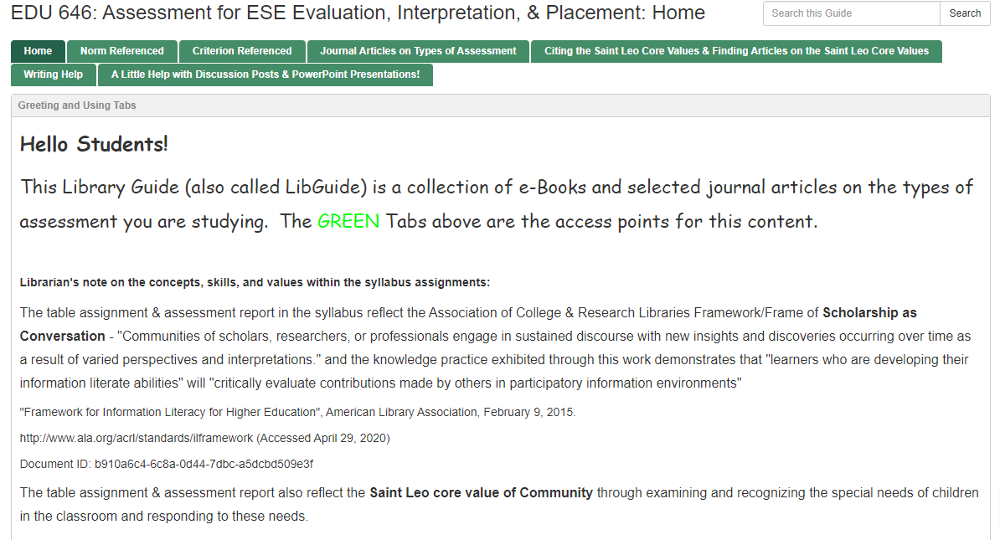 EDU 646: Assessment for ESE Evaluation, Interpretation, & Placement: Home
Search this Guide
Search
Home
Norm Referenced
Criterion Referenced
Journal Articles on Types of Assessment
Citing the Saint Leo Core Values & Finding Articles on the Saint Leo Core Values
Writing Help
A Little Help with Discussion Posts & PowerPoint Presentations!
Greeting and Using Tabs
Hello Students!
This Library Guide (also called LibGuide) is a collection of e-Books and selected journal articles on the types of
assessment you are studying. The GREEN Tabs above are the access points for this content.
Librarian's note on the concepts, skills, and values within the syllabus assignments:
The table assignment & assessment report in the syllabus reflect the Association of College & Research Libraries Framework/Frame of Scholarship as
Conversation - "Communities of scholars, researchers, or professionals engage in sustained discourse with new insights and discoveries occurring over time as
a result of varied perspectives and interpretations." and the knowledge practice exhibited through this work demonstrates that "learners who are developing their
information literate abilities" will "critically evaluate contributions made by others in participatory information environments"
"Framework for Information Literacy for Higher Education", American Library Association, February 9, 2015.
http://www.ala.org/acrl/standards/ilframework (Accessed April 29, 2020)
Document ID: b910a6c4-6c8a-0d44-7dbc-a5dcbd509e3f
The table assignment & assessment report also reflect the Saint Leo core value of Community through examining and recognizing the special needs of children
in the classroom and responding to these needs.